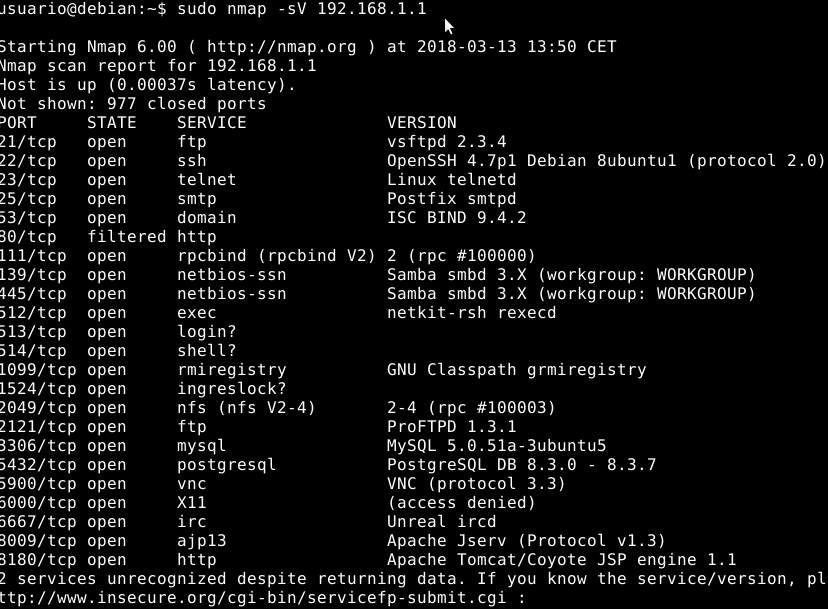 usuario@debian:~$ sudo nmap -sV 192.168.1.1
Starting Nmap 6.00 ( http://nmap.org ) at 2018-03-13 13:50 CET
Nmap scan report for 192.168.1.1
Host is up (0.00037s latency).
Not shown: 977 closed ports
PORT     STATE    SERVICE              VERSION
21/tcp   open     ftp                  vsftpd 2.3.4
22/tcp   open     ssh                  OpenSSH 4.7p1 Debian 8ubuntu1 (protocol 2.0)
23/tcp   open     telnet               Linux telnetd
25/tcp   open     smtp                 Postfix smtpd
53/tcp   open     domain               ISC BIND 9.4.2
80/tcp   filtered http
111/tcp  open     rpcbind (rpcbind V2) 2 (rpc #100000)
139/tcp  open     netbios-ssn          Samba smbd 3.X (workgroup: WORKGROUP)
445/tcp  open     netbios-ssn          Samba smbd 3.X (workgroup: WORKGROUP)
512/tcp  open     exec                 netkit-rsh rexecd
513/tcp  open     login?
514/tcp  open     shell?
1099/tcp open     rmiregistry          GNU Classpath grmiregistry
1524/tcp open     ingreslock?
2049/tcp open     nfs (nfs V2-4)       2-4 (rpc #100003)
2121/tcp open     ftp                  ProFTPD 1.3.1
3306/tcp open     mysql                MySQL 5.0.51a-3ubuntu5
5432/tcp open     postgresql           PostgreSQL DB 8.3.0 - 8.3.7
5900/tcp open     vnc                  VNC (protocol 3.3)
6000/tcp open     X11                  (access denied)
6667/tcp open     irc                  Unreal ircd
8009/tcp open     ajp13                Apache Jserv (Protocol v1.3)
8180/tcp open     http                 Apache Tomcat/Coyote JSP engine 1.1
2 services unrecognized despite returning data. If you know the service/version, pl
ttp://www.insecure.org/cgi-bin/servicefp-submit.cgi :